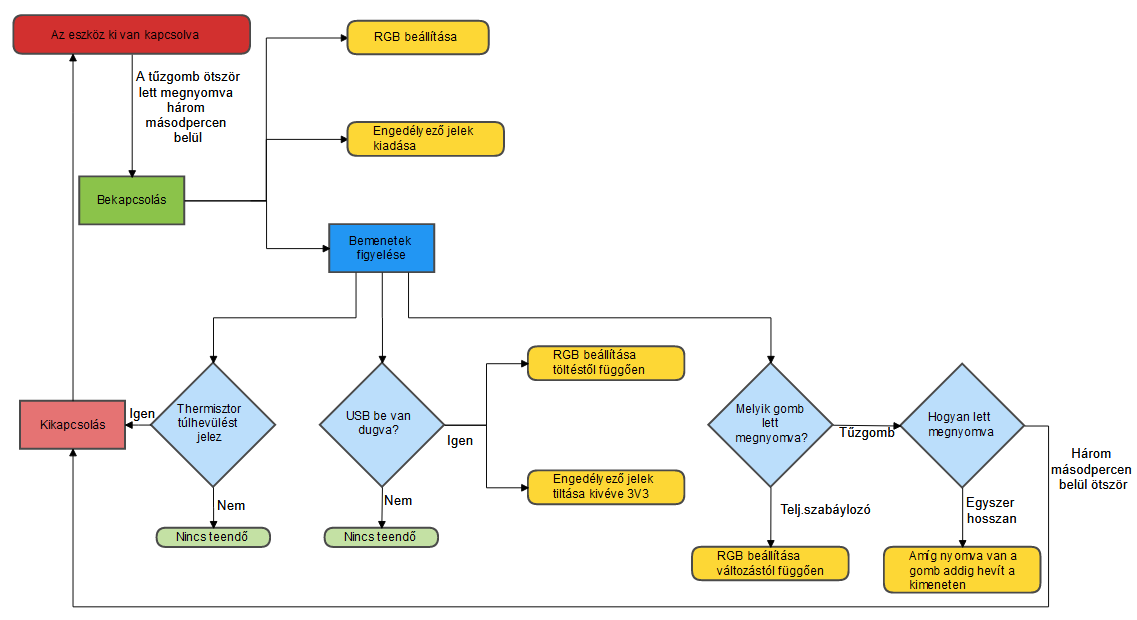 Az eszköz ki van kapcsolva
RGB beállítása
A tűzgomb ötször
lett megnyomva
három
másodpercen
belül
Engedélyező jelek
kiadása
Bekapcsolás
Bemenetek
figyelése
RGB beállítása
töltéstől függően
Thermisztor
túlhevülést
jelez
Igen
Kikapcsolás
USB be van
dugva?
Igen
Melyik gomb
lett
megnyomva?
Tűzgomb
Hogyan lett
megnyomva
Három
másodpercen
belül ötször
Engedélyező jelek
tiltása kivéve 3V3
Nem
Nem
Telj.szabáylozó
Egyszer
hosszan
Nincs teendő
Nincs teendő
RGB beállítása
változástól függően
Amíg nyomva van a
gomb addig hevít a
kimeneten